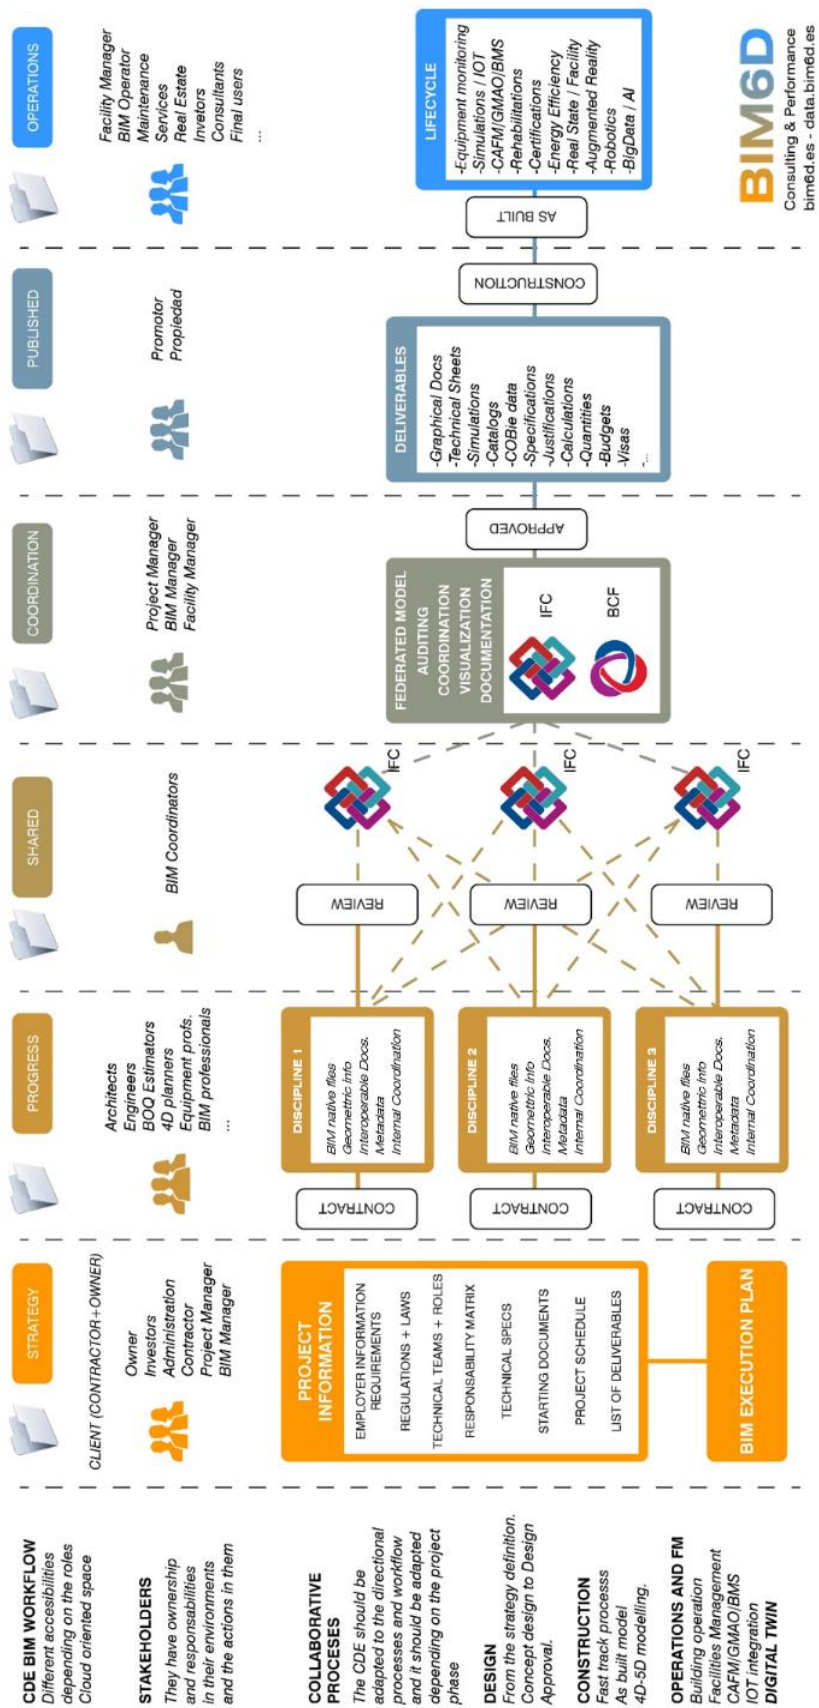 CDE BIM WORKFLOW
Different accesibilities
depending on the roles
Cloud oriented space
STAKEHOLDERS
They have ownership
and responsabilities
in their environments
and the actions in them
COLLABORATIVE
PROCESES
The CDE should be
adapted to the directional
processes and workflow
and it should be adapted
depending on the project
phase
DESIGN
From the strategy definition.
Concept design to Design
Approval.
CONSTRUCTION
Fast track processs
As built model
4D-5D modelling,
OPERATIONS AND FM
Building operation
Facilities Management
CAFM/GMAO/BMS
IOT integration
DIGITAL TWIN
STRATEGY
CLIENT (CONTRACTOR+OWNER)
Owner
Investors
Administration
Contractor
Project Manager
BIM Manager
PROJECT
INFORMATION
EMPLOYER INFORMATION
REQUIREMENTS
REGULATIONS + LAWS
TECHNICAL TEAMS + ROLES
RESPONSABILITY MATRIX
TECHNICAL SPECS
STARTING DOCUMENTS
PROJECT SCHEDULE
LIST OF DELIVERABLES
BIM EXECUTION PLAN
PROGRESS
Architects
Engineers
BOQ Estimators
4D planners
Equipment profs.
BIM professionals
...
CONTRACT
DISCIPLINE 1
BIM native files
Geomettric info
Interoperable Docs.
Metadata
Internal Coordination
CONTRACT
DISCIPLINE 2
BIM native files
Geomettric info
Interoperable Docs.
Metadata
Internal Coordination
CONTRACT
DISCIPLINE 3
BIM native files
Geomettric info
Interoperable Docs.
Metadata
Internal Coordination
SHARED
BIM Coordinators
REVIEW
IFC
REVIEW
IFC
REVIEW
IFC
COORDINATION
Project Manager
BIM Manager
Facility Manager
FEDERATED MODEL
AUDITING
COORDINATION
VISUALIZATION
DOCUMENTATION
IFC
BCF
APPROVED
PUBLISHED
Promotor
Propiedad
DELIVERABLES
-Graphical Docs
-Technical Sheets
-Simulations
-Catalogs
-COBie data
-Specifications
-Justifications
-Calculations
-Quantities
-Budgets
-Visas
-...
CONSTRUCTION
OPERATIONS
Facility Manager
BIM Operator
Maintenance
Services
Real Estate
Invetors
Consultants
Final users
...
AS BUILT
LIFECYCLE
-Equipment monitoring
-Simulations / IOT
-CAFM/GMAO/BMS
-Rehabilitations
-Certifications
-Energy Efficiency
-Real State / Facility
-Augmented Reality
-Robotics
-BigData / AI
BIM6D
Consulting & Performance
bim6d.es - data.bim6d.es